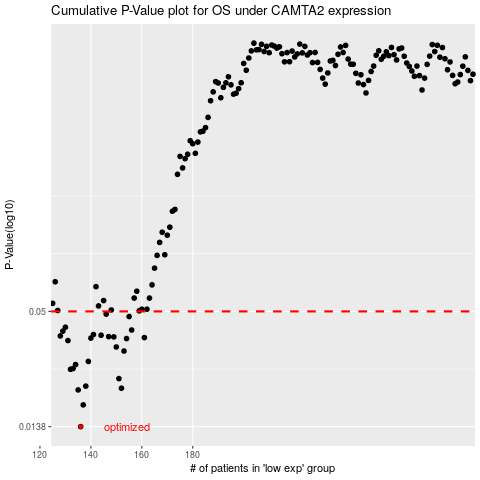 Cumulative P-Value plot for OS under CAMTA2 expression
P-Value(log10)
0.05
0.0138
optimized
120 140 160 180
# of patients in 'low exp' group